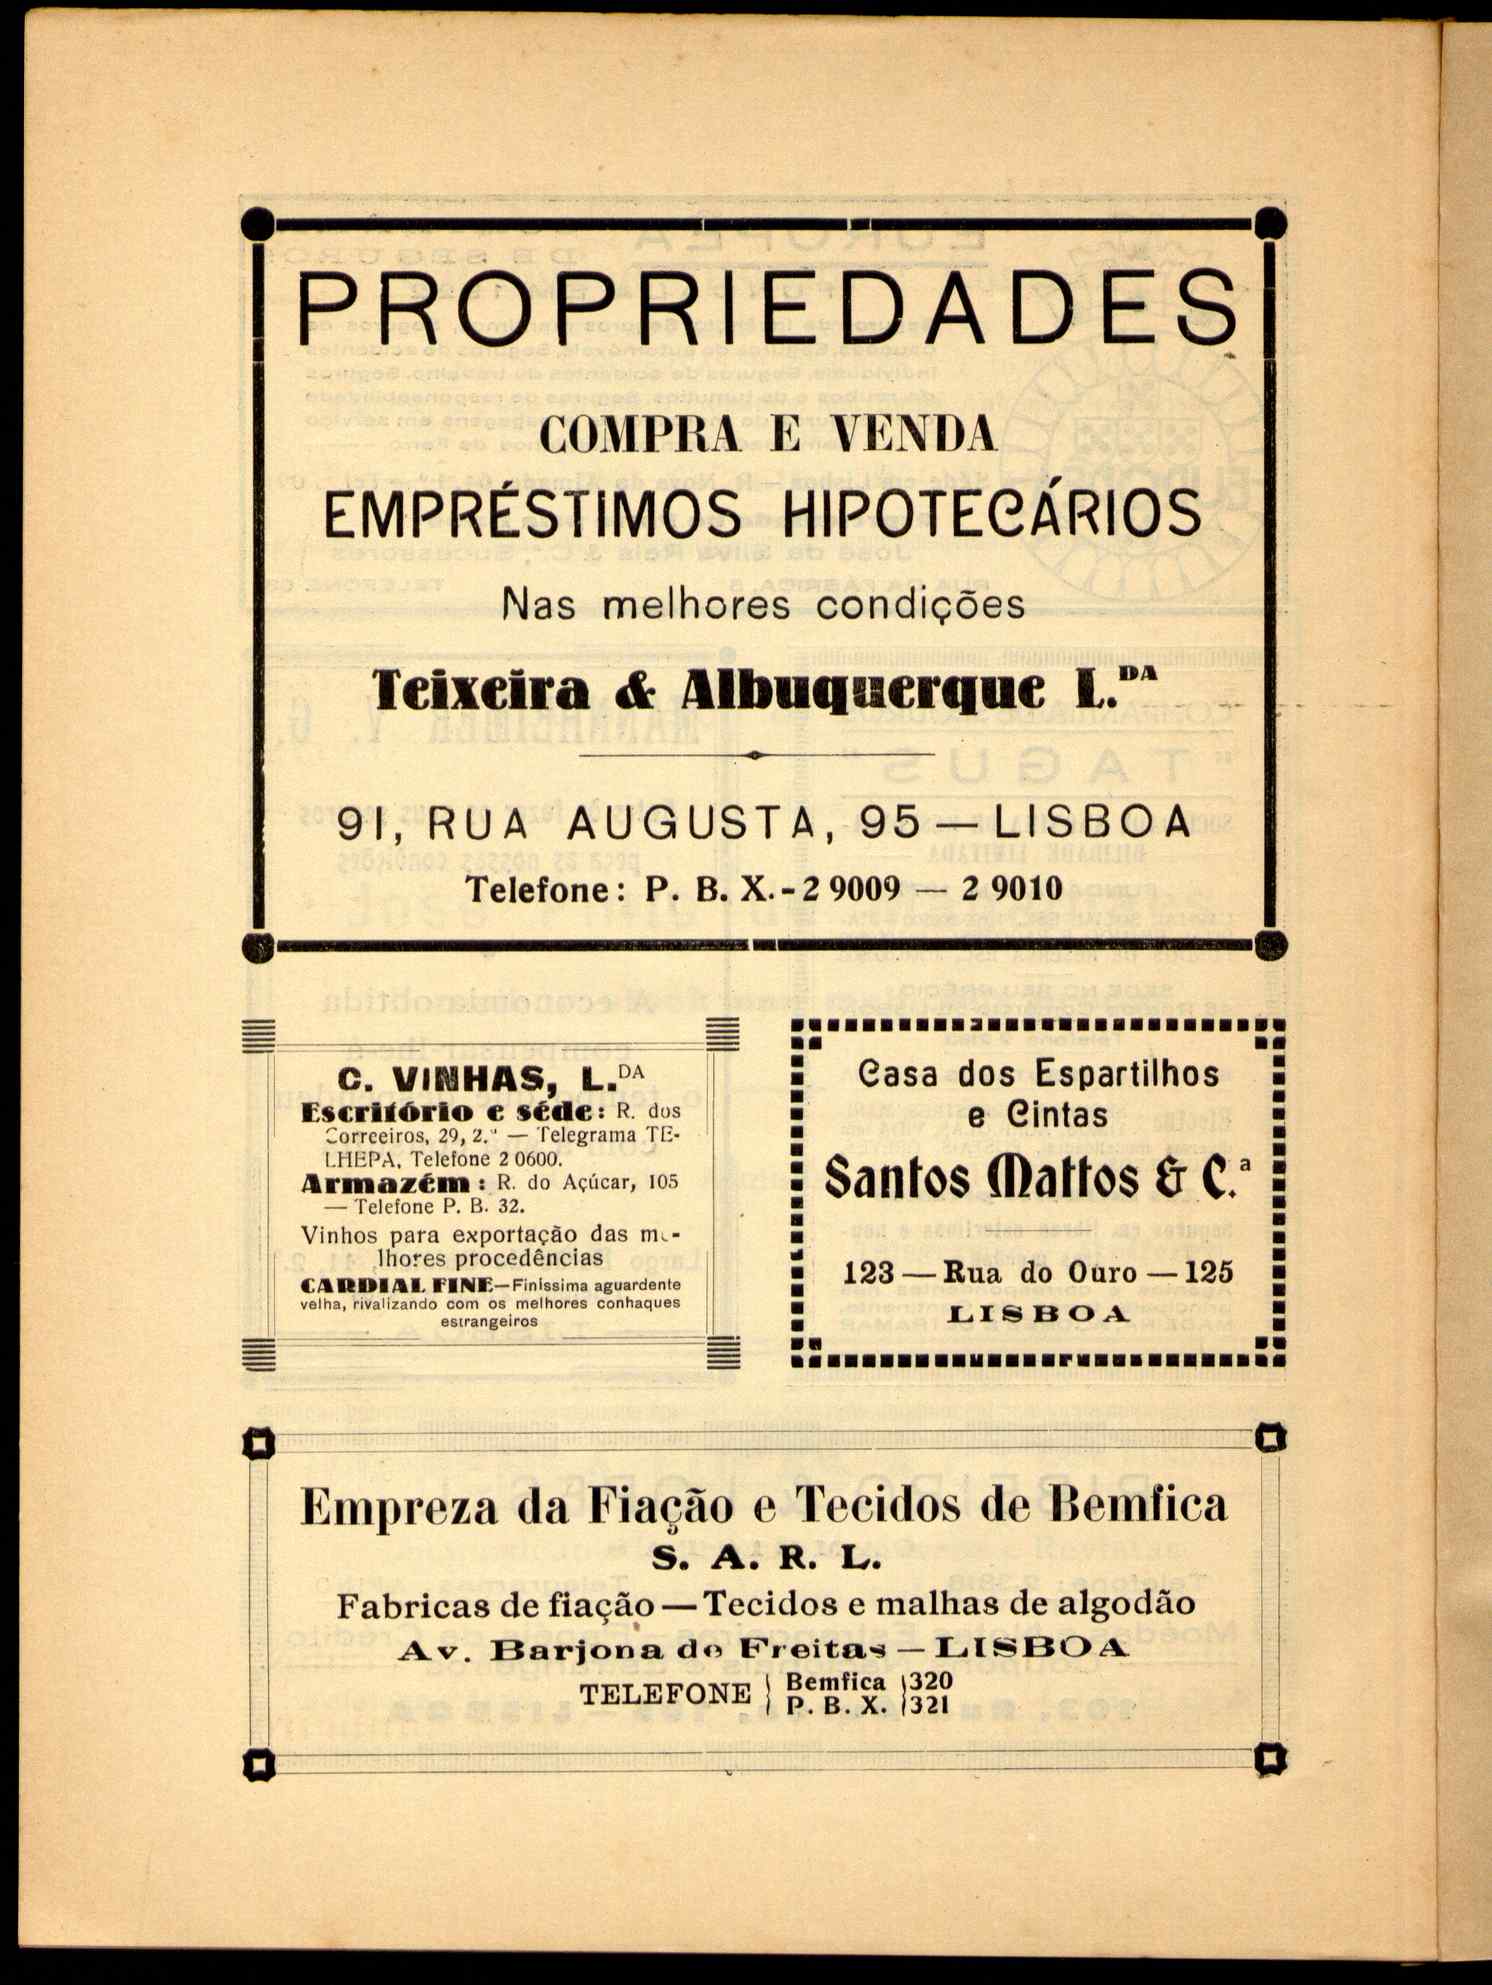 PROPRIEDADES
COMPRA E VENDA
EMPRÉSTIMOS HIPOTECÁRIOS
Nas melhores condições
Teixeira & Albuquerque L.DA
91, RUA AUGUSTA, 95 — LISBOA
Telefone: P. B. X. - 2 9009 — 2 9010
C. VINHAS, L.DA
Escritório e séde: R. dos
Correeiros, 29, 2.º — Telegrama TE-
LHEPA, Telefone 2 0600.
Armazém: R. do Açúcar, 105
— Telefone P. B. 32.
Vinhos para exportação das me-
lhores procedências
CARDIAL FINE—Finíssima aguardente
velha, rivalizando com os melhores conhaques
estrangeiros
Casa dos Espartilhos
e Cintas
Santos Mattos & C.ª
123 — Rua do Ouro — 125
LISBOA
Empreza da Fiação e Tecidos de Bemfica
S. A. R. L.
Fabricas de fiação — Tecidos e malhas de algodão
Av. Barjona de Freitas — LISBOA
TELEFONE } Bemfica } 320
P. B. X. } 321